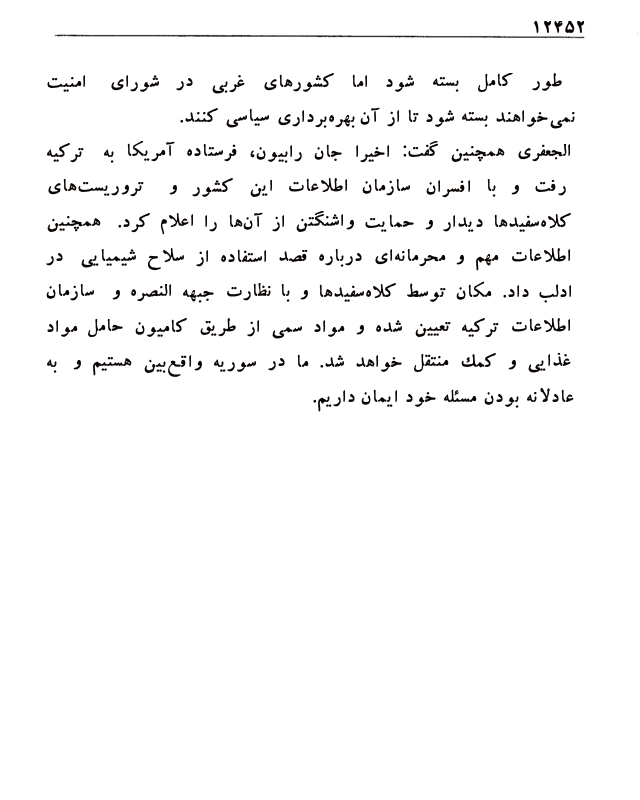 ۱۲۴۵۲
طور کامل بسته شود اما کشورهای غربی در شورای امنیت
نمی‌خواهند بسته شود تا از آن بهره‌برداری سیاسی کنند.
الجعفری همچنین گفت: اخیرا جان رابیون، فرستاده آمریکا به ترکیه
رفت و با افسران سازمان اطلاعات این کشور و تروریست‌های
کلاه‌سفیدها دیدار و حمایت واشنگتن از آن‌ها را اعلام کرد. همچنین
اطلاعات مهم و محرمانه‌ای درباره قصد استفاده از سلاح شیمیایی در
ادلب داد. مکان توسط کلاه‌سفیدها و با نظارت جبهه النصره و سازمان
اطلاعات ترکیه تعیین شده و مواد سمی از طریق کامیون حامل مواد
غذایی و کمك منتقل خواهد شد. ما در سوریه واقع‌بین هستیم و به
عادلانه بودن مسئله خود ایمان داریم.